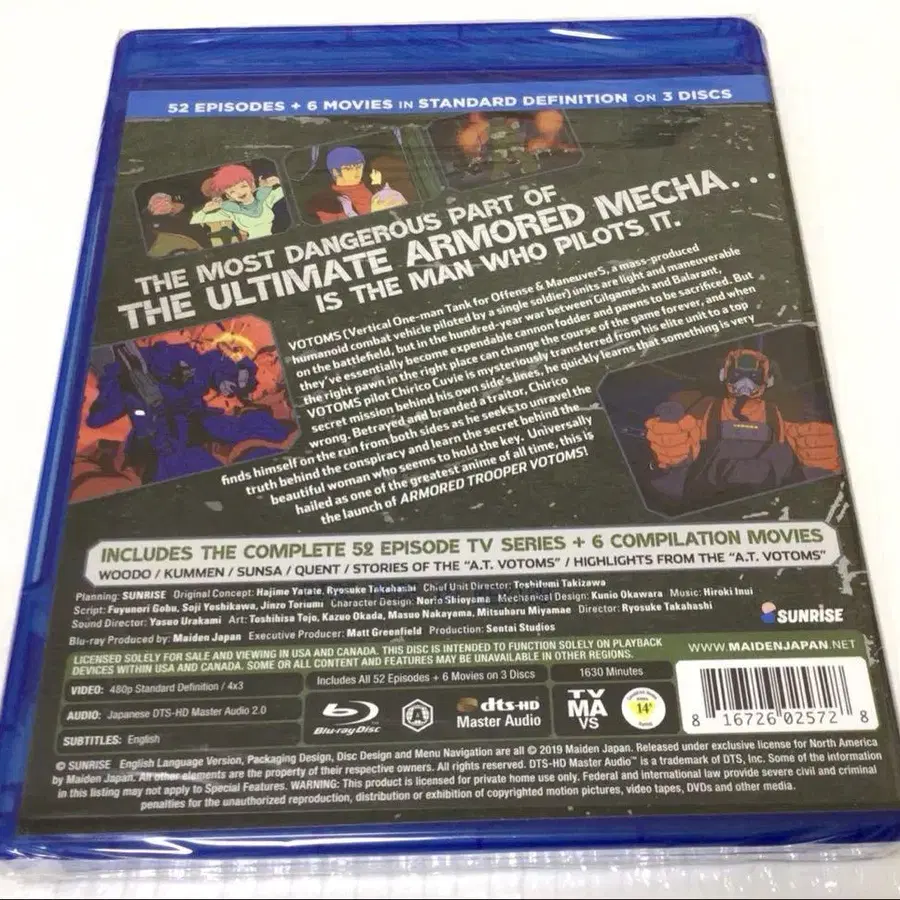 52 EPISODES + 6 MOVIES IN STANDARD DEFINITION ON 3 DISCS
THE MOST DANGEROUS PART OF
THE ULTIMATE ARMORED MECHA...
IS THE MAN WHO PILOTS IT.
VOTOMS (Vertical One-man Tank for Offense & ManeuverS, a mass-produced
humanoid combat vehicle piloted by a single soldier) units are light and maneuverable
on the battlefield, but in the hundred-year war between Gilgamesh and Balarant,
they've essentially become expendable cannon fodder and pawns to be sacrificed. But
the right pawn in the right place can change the course of the game forever, and when
VOTOMS pilot Chirico Cuvie is mysteriously transferred from his elite unit to a top
secret mission behind his own side's lines, he quickly learns that something is very
wrong. Betrayed and branded a traitor, Chirico
finds himself on the run from both sides as he seeks to unravel the
truth behind the conspiracy and learn the secret behind the
beautiful woman who seems to hold the key. Universally
hailed as one of the greatest anime of all time, this is
the launch of ARMORED TROOPER VOTOMS!
INCLUDES THE COMPLETE 52 EPISODE TV SERIES + 6 COMPILATION MOVIES
WOODO / KUMMEN / SUNSA / QUENT / STORIES OF THE "A.T. VOTOMS" / HIGHLIGHTS FROM THE "A.T. VOTOMS"
Planning: SUNRISE Original Concept: Hajime Yatate, Ryosuke Takahashi Chief Unit Director: Toshifumi Takizawa
Script: Fuyunori Gobu, Soji Yoshikawa, Jinzo Toriumi Character Design: Norio Shioyama Mechanical Design: Kunio Okawara Music: Hiroki Inui
Sound Director: Yasuo Urakami Art: Toshihisa Tojo, Kazuo Okada, Masuo Nakayama, Mitsuharu Miyamae Director: Ryosuke Takahashi
Blu-ray Produced by: Maiden Japan Executive Producer: Matt Greenfield Production: Sentai Studios
SUNRISE
LICENSED SOLELY FOR SALE AND VIEWING IN USA AND CANADA. THIS DISC IS INTENDED TO FUNCTION SOLELY ON PLAYBACK
DEVICES WITHIN USA AND CANADA. SOME OR ALL CONTENT AND FEATURES MAY BE UNAVAILABLE IN OTHER REGIONS.
WWW.MAIDENJAPAN.NET
VIDEO: 480p Standard Definition / 4x3
Includes All 52 Episodes + 6 Movies on 3 Discs
1630 Minutes
AUDIO: Japanese DTS-HD Master Audio 2.0
Blu-ray Disc
A
dts-HD
Master Audio
TV
MA
VS
14+
SUBTITLES: English
8 16726 02572 8
© SUNRISE English Language Version, Packaging Design, Disc Design and Menu Navigation are all © 2019 Maiden Japan. Released under exclusive license for North America
by Maiden Japan. All other elements are the property of their respective owners. All rights reserved. DTS-HD Master Audio™ is a trademark of DTS, Inc. Some of the information
in this listing may not apply to Special Features. WARNING: This product is licensed for private home use only. Federal and international law provide severe civil and criminal
penalties for the unauthorized reproduction, distribution or exhibition of copyrighted motion pictures, video tapes, DVDs and other media.